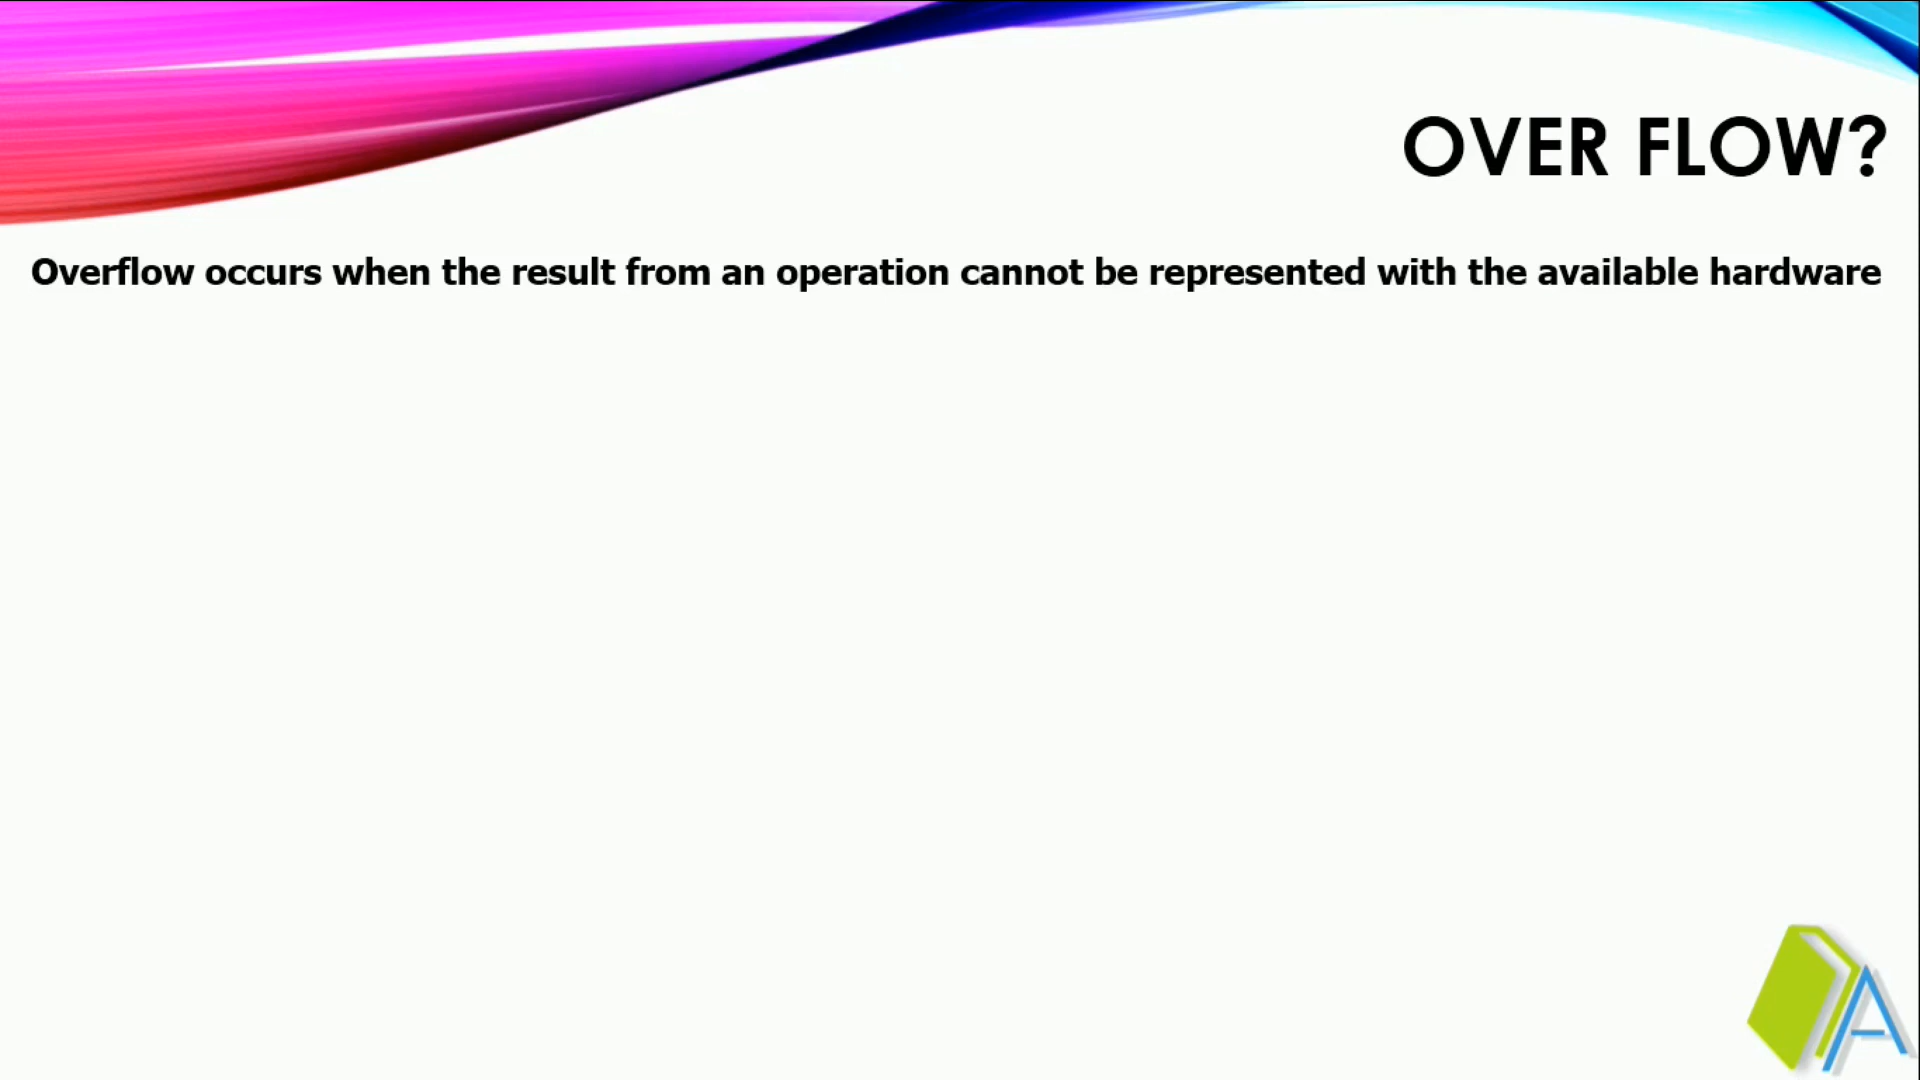 OVER FLOW?
Overflow occurs when the result from an operation cannot be represented with the available hardware
A